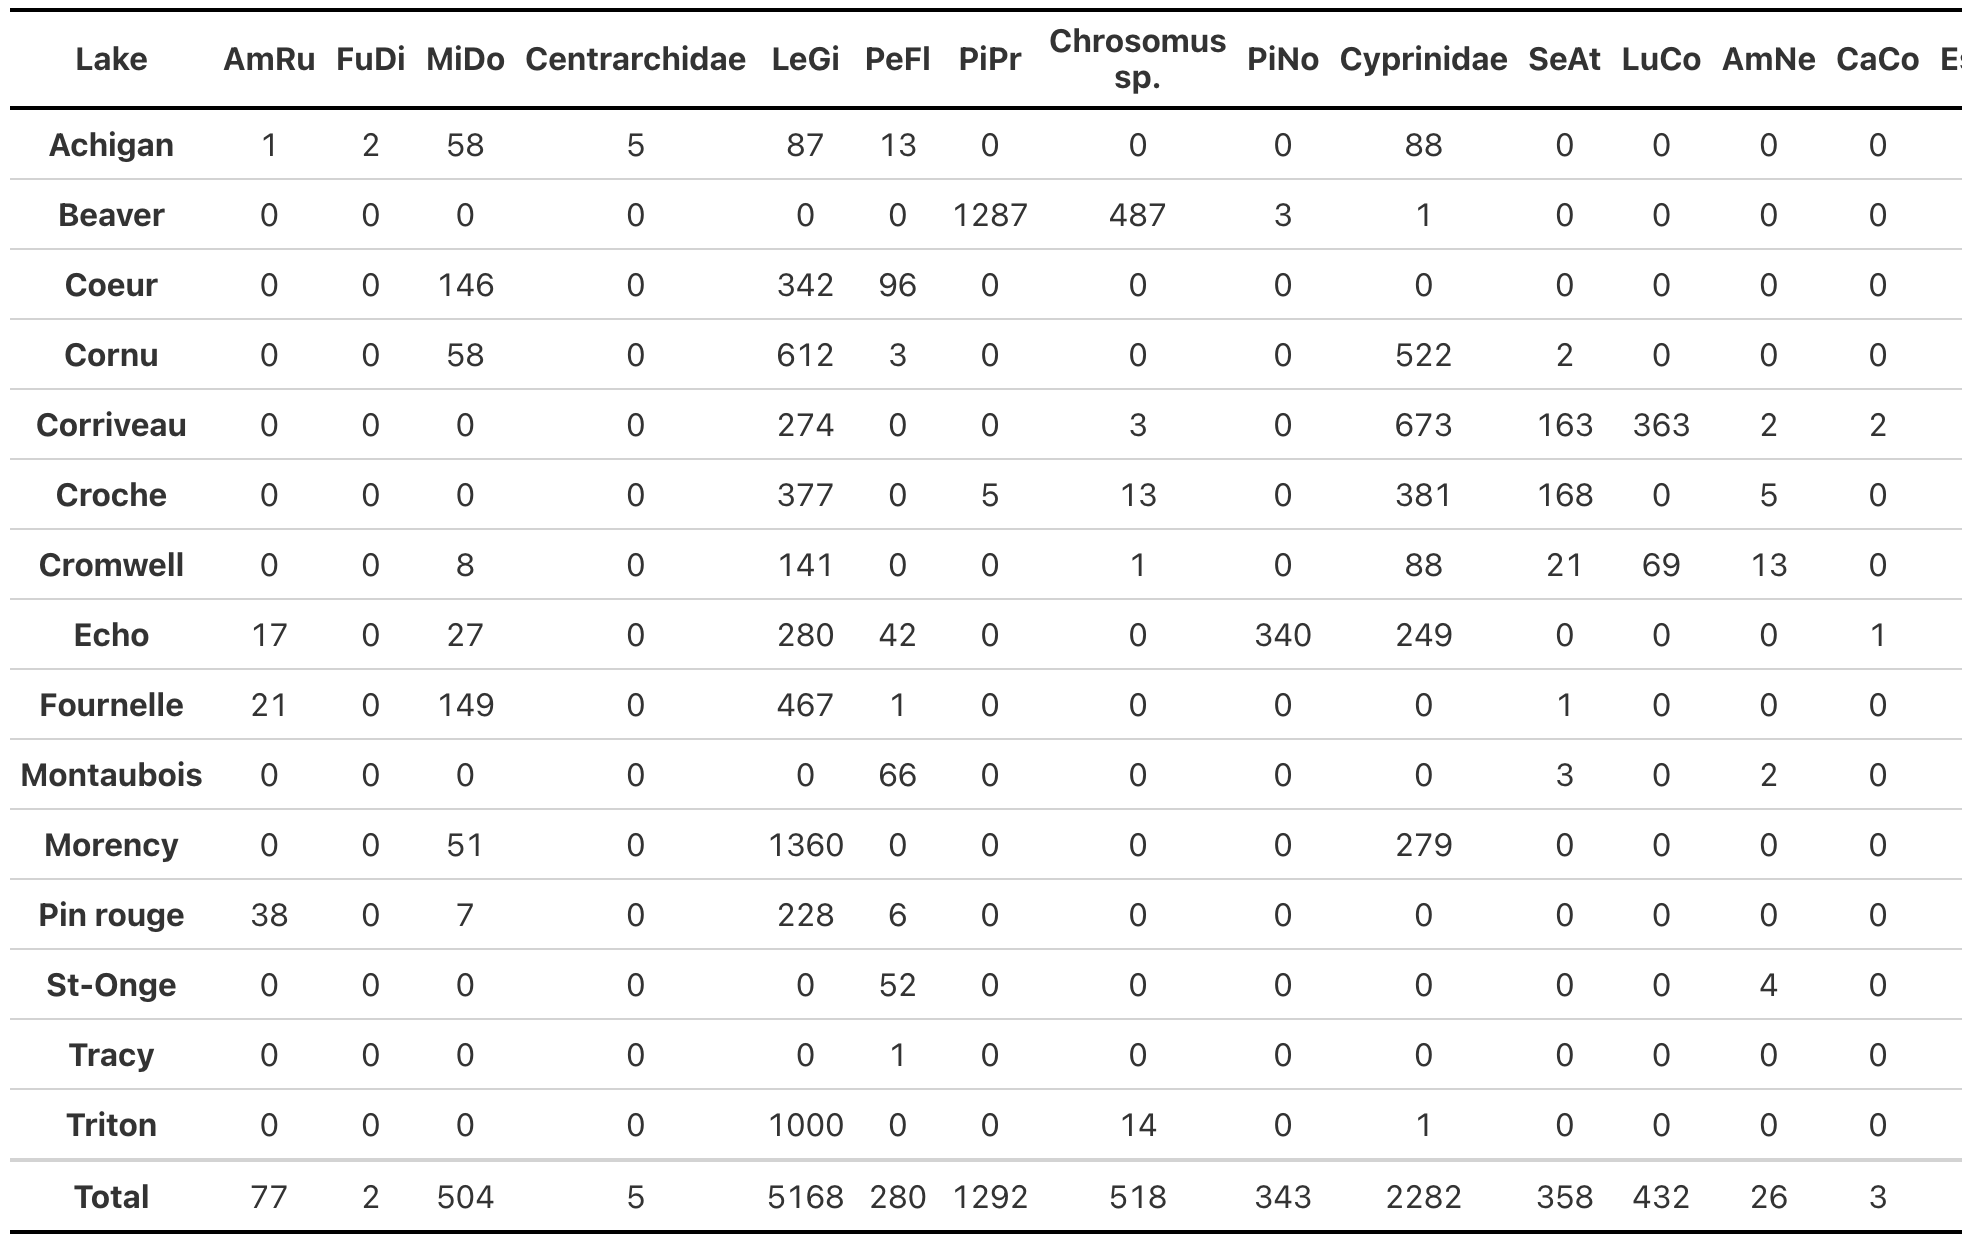 Lake AmRu FuDi MiDo Centrarchidae LeGi PeFl PiPr Chrosomus sp. PiNo Cyprinidae SeAt LuCo AmNe CaCo
Achigan 1 2 58 5 87 13 0 0 0 88 0 0 0 0
Beaver 0 0 0 0 0 0 1287 487 3 1 0 0 0 0
Coeur 0 0 146 0 342 96 0 0 0 0 0 0 0 0
Cornu 0 0 58 0 612 3 0 0 0 522 2 0 0 0
Corriveau 0 0 0 0 274 0 0 3 0 673 163 363 2 2
Croche 0 0 0 0 377 0 5 13 0 381 168 0 5 0
Cromwell 0 0 8 0 141 0 0 1 0 88 21 69 13 0
Echo 17 0 27 0 280 42 0 0 340 249 0 0 0 1
Fournelle 21 0 149 0 467 1 0 0 0 0 1 0 0 0
Montaubois 0 0 0 0 0 66 0 0 0 0 3 0 2 0
Morency 0 0 51 0 1360 0 0 0 0 279 0 0 0 0
Pin rouge 38 0 7 0 228 6 0 0 0 0 0 0 0 0
St-Onge 0 0 0 0 0 52 0 0 0 0 0 0 4 0
Tracy 0 0 0 0 0 1 0 0 0 0 0 0 0 0
Triton 0 0 0 0 1000 0 0 14 0 1 0 0 0 0
Total 77 2 504 5 5168 280 1292 518 343 2282 358 432 26 3